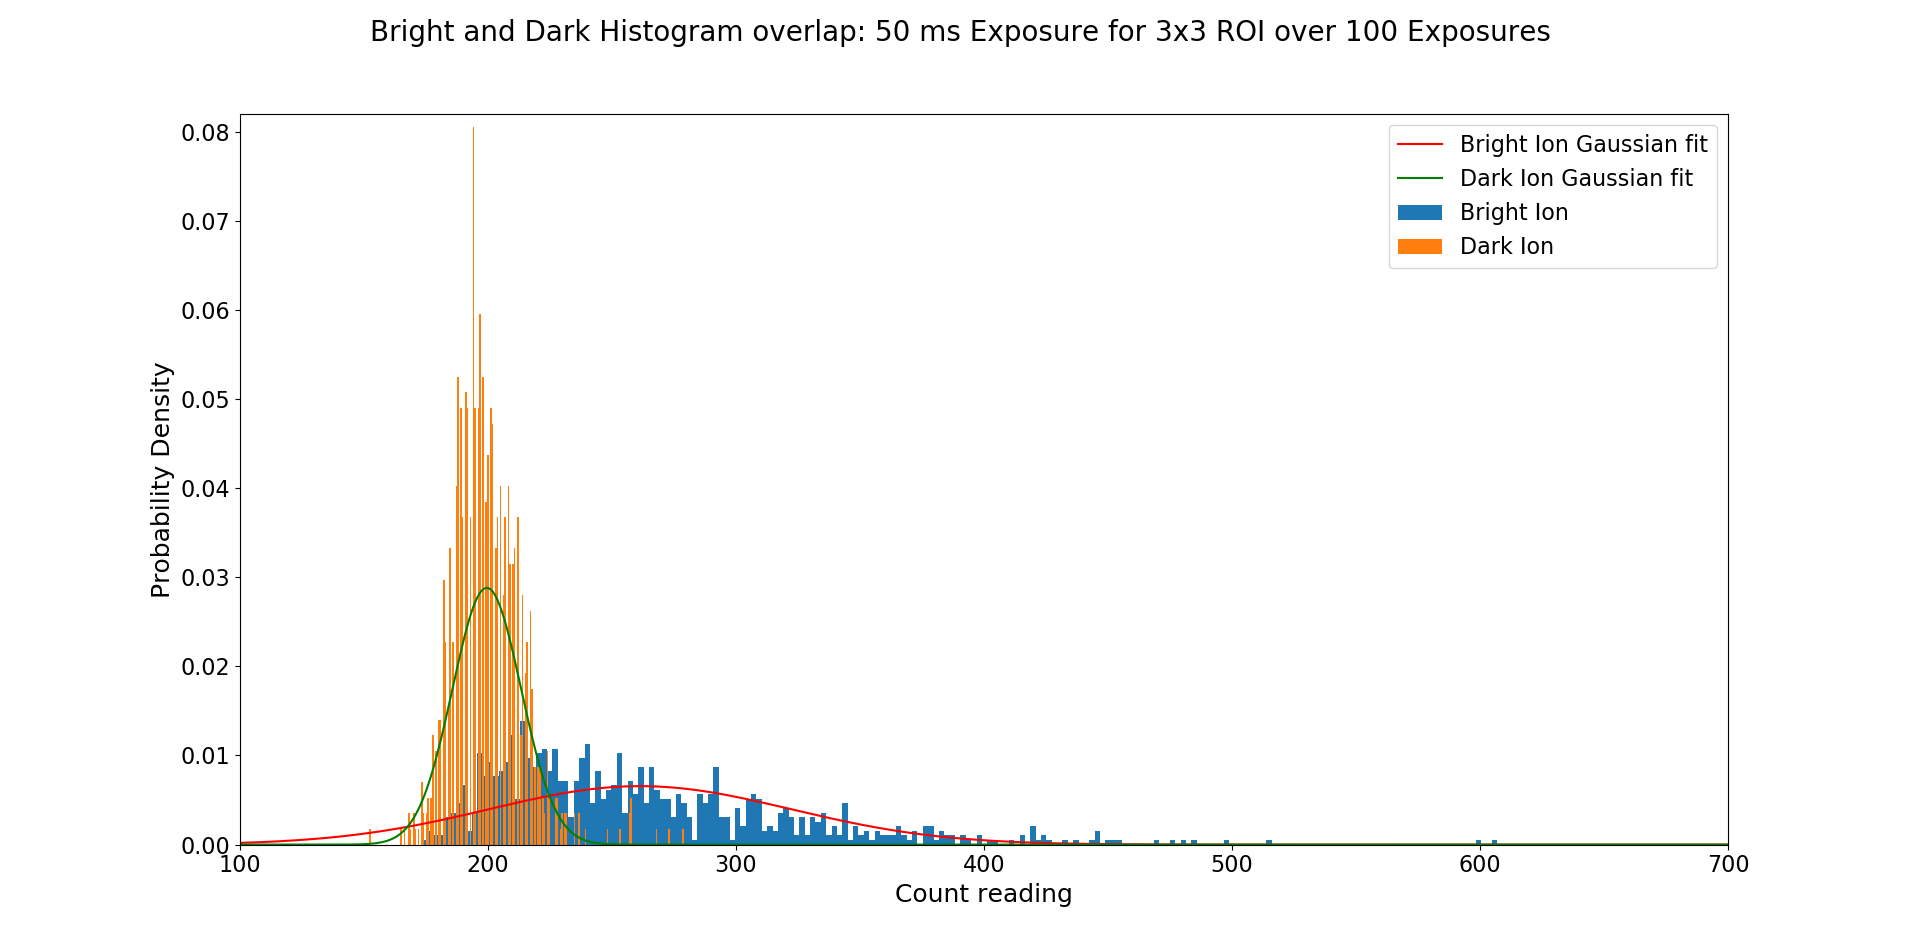 Bright and Dark Histogram overlap: 50 ms Exposure for 3x3 ROI over 100 Exposures
Bright Ion Gaussian fit
Dark Ion Gaussian fit
Bright Ion
Dark Ion
Probability Density
0.08
0.07
0.06
0.05
0.04
0.03
0.02
0.01
0.00
100
200
300
400
500
600
700
Count reading